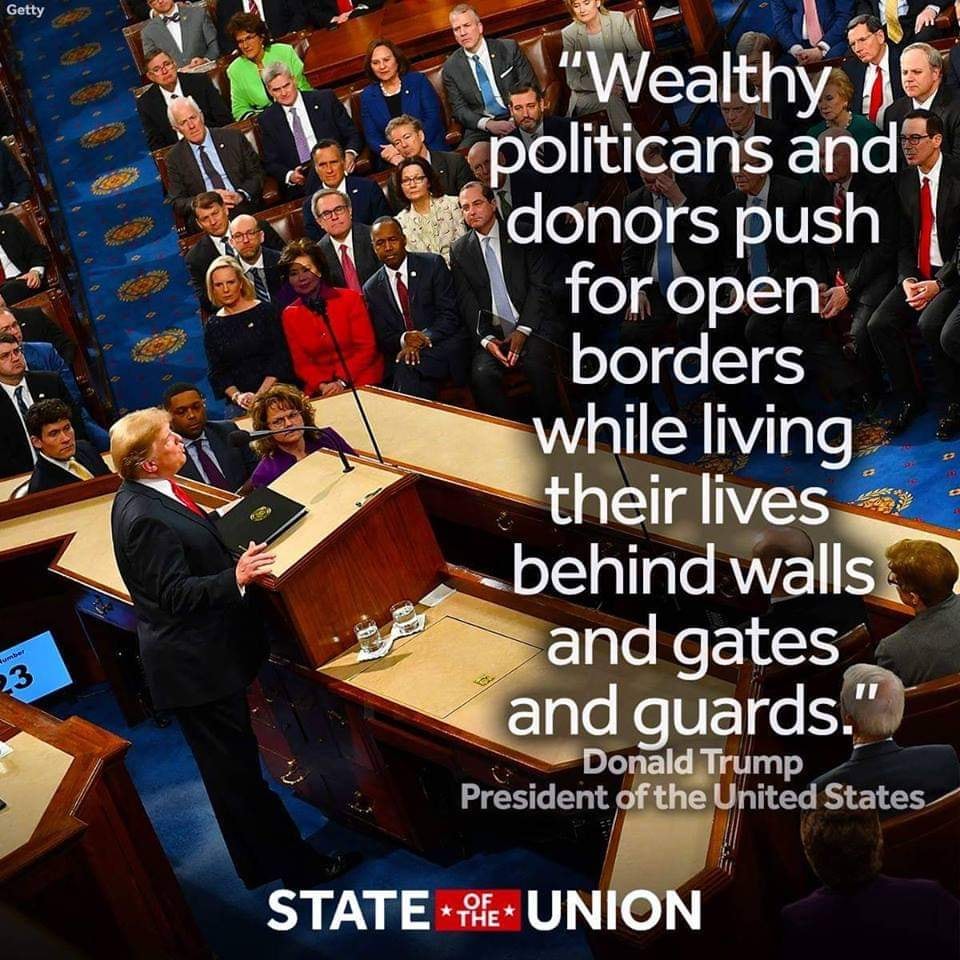 Getty
“Wealthy
politicans and
donors push
for open
borders
while living
their lives
behind walls
and gates
and guards.”
Donald Trump
President of the United States
23
STATE ★ OF THE ★ UNION